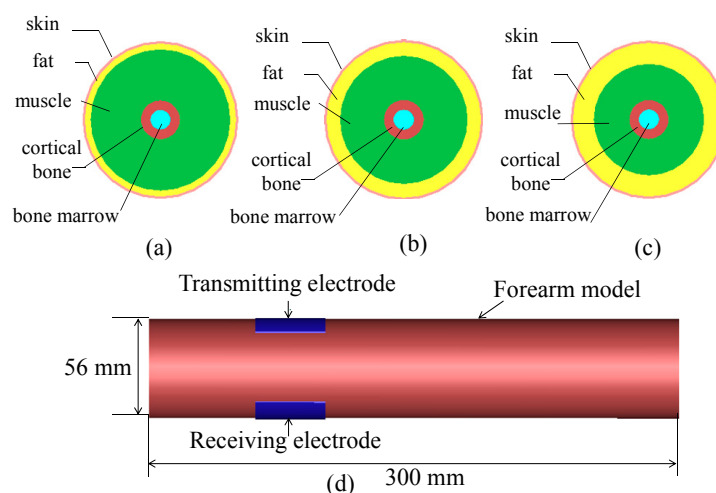 skin
fat
muscle
cortical
bone
bone marrow
(a)
skin
fat
muscle
cortical
bone
bone marrow
(b)
skin
fat
muscle
cortical
bone
bone marrow
(c)
Transmitting electrode
Forearm model
56 mm
Receiving electrode
300 mm
(d)